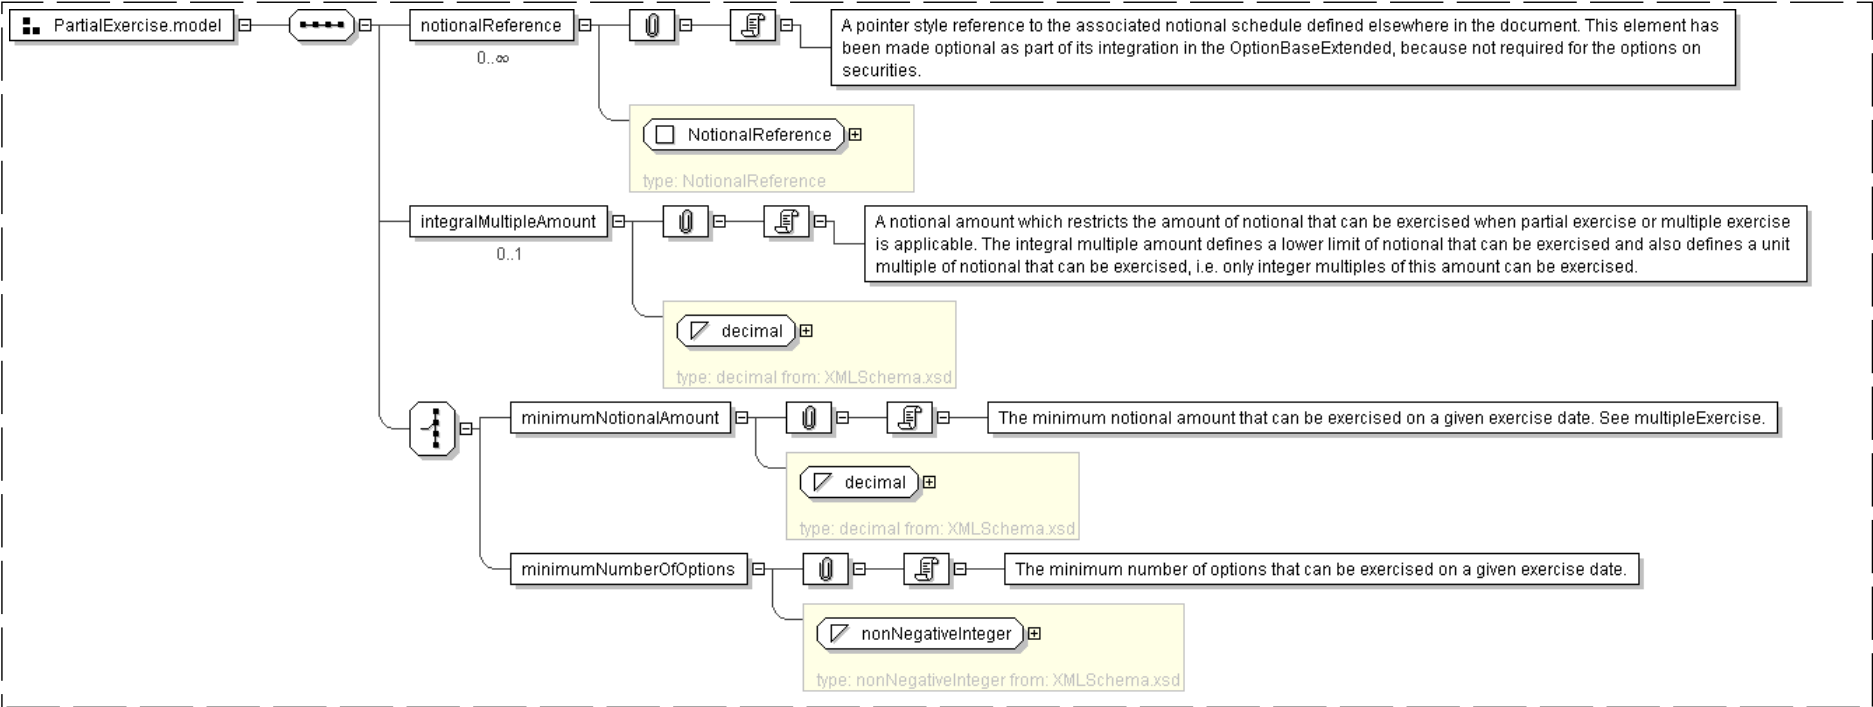 PartialExercise.model
notionalReference
0..∞
A pointer style reference to the associated notional schedule defined elsewhere in the document. This element has
been made optional as part of its integration in the OptionBaseExtended, because not required for the options on
securities.
NotionalReference
type: NotionalReference
integralMultipleAmount
0..1
A notional amount which restricts the amount of notional that can be exercised when partial exercise or multiple exercise
is applicable. The integral multiple amount defines a lower limit of notional that can be exercised and also defines a unit
multiple of notional that can be exercised, i.e. only integer multiples of this amount can be exercised.
decimal
type: decimal from: XMLSchema.xsd
minimumNotionalAmount
The minimum notional amount that can be exercised on a given exercise date. See multipleExercise.
decimal
type: decimal from: XMLSchema.xsd
minimumNumberOfOptions
The minimum number of options that can be exercised on a given exercise date.
nonNegativeInteger
type: nonNegativeInteger from: XMLSchema.xsd